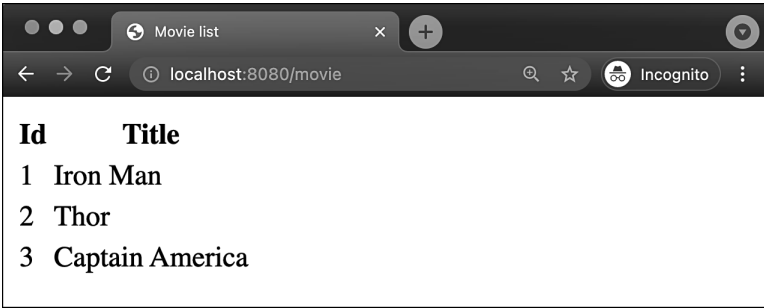 Movie list
localhost:8080/movie
Incognito
Id Title
1 Iron Man
2 Thor
3 Captain America